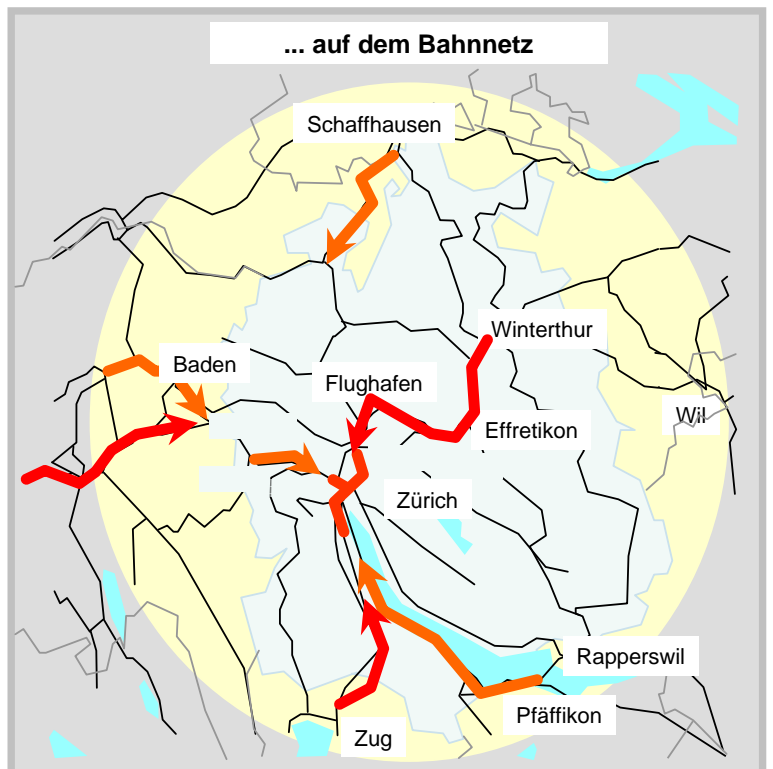 ... auf dem Bahnnetz
Schaffhausen
Winterthur
Baden
Flughafen
Wil
Effretikon
Zürich
Rapperswil
Pfäffikon
Zug